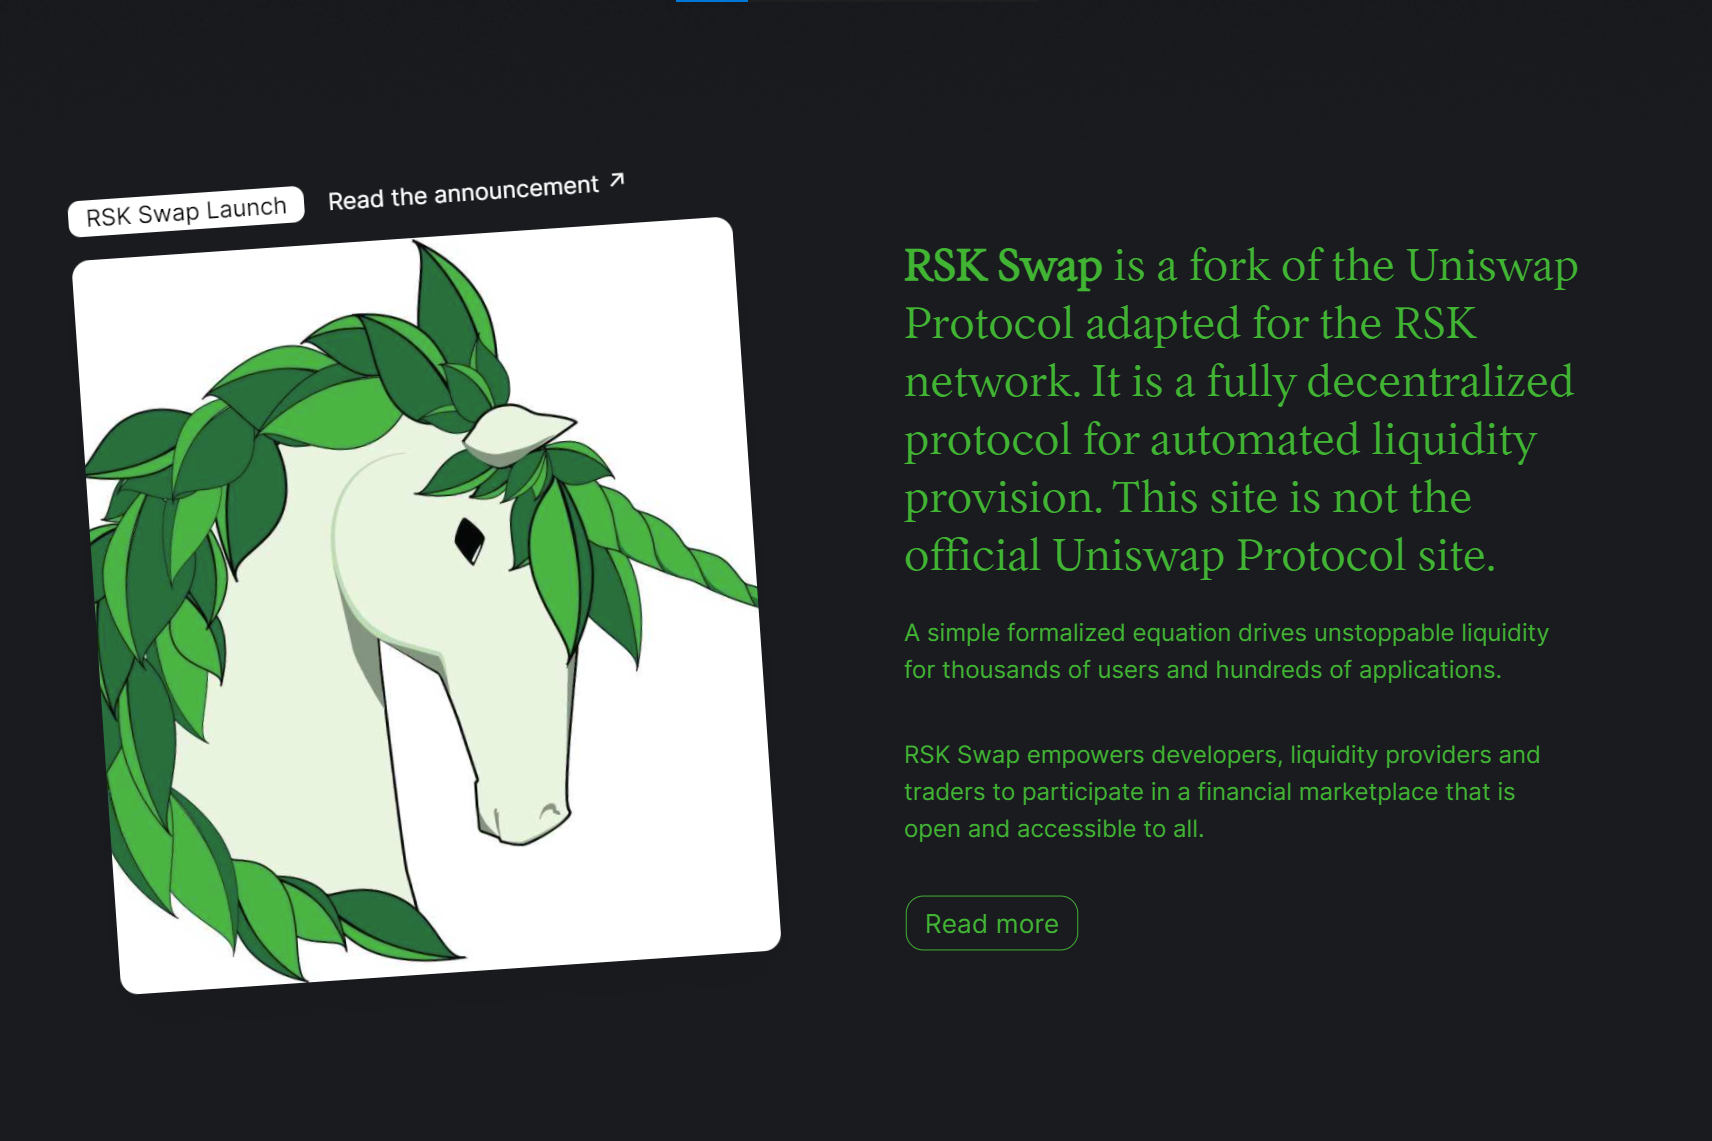 RSK Swap Launch
Read the announcement ↗
RSK Swap is a fork of the Uniswap
Protocol adapted for the RSK
network. It is a fully decentralized
protocol for automated liquidity
provision. This site is not the
official Uniswap Protocol site.
A simple formalized equation drives unstoppable liquidity
for thousands of users and hundreds of applications.
RSK Swap empowers developers, liquidity providers and
traders to participate in a financial marketplace that is
open and accessible to all.
Read more